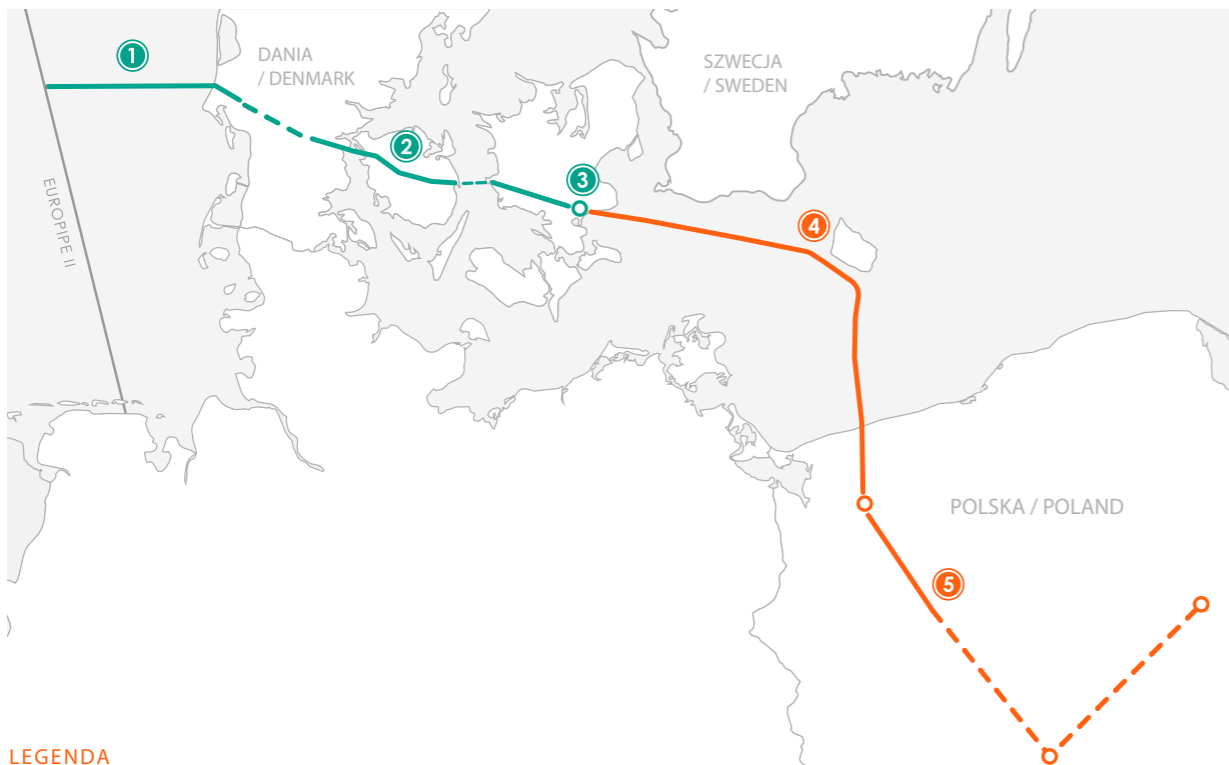 1
DANIA
/ DENMARK
SZWECJA
/ SWEDEN
2
3
EUROPIPE II
4
POLSKA / POLAND
5
LEGENDA